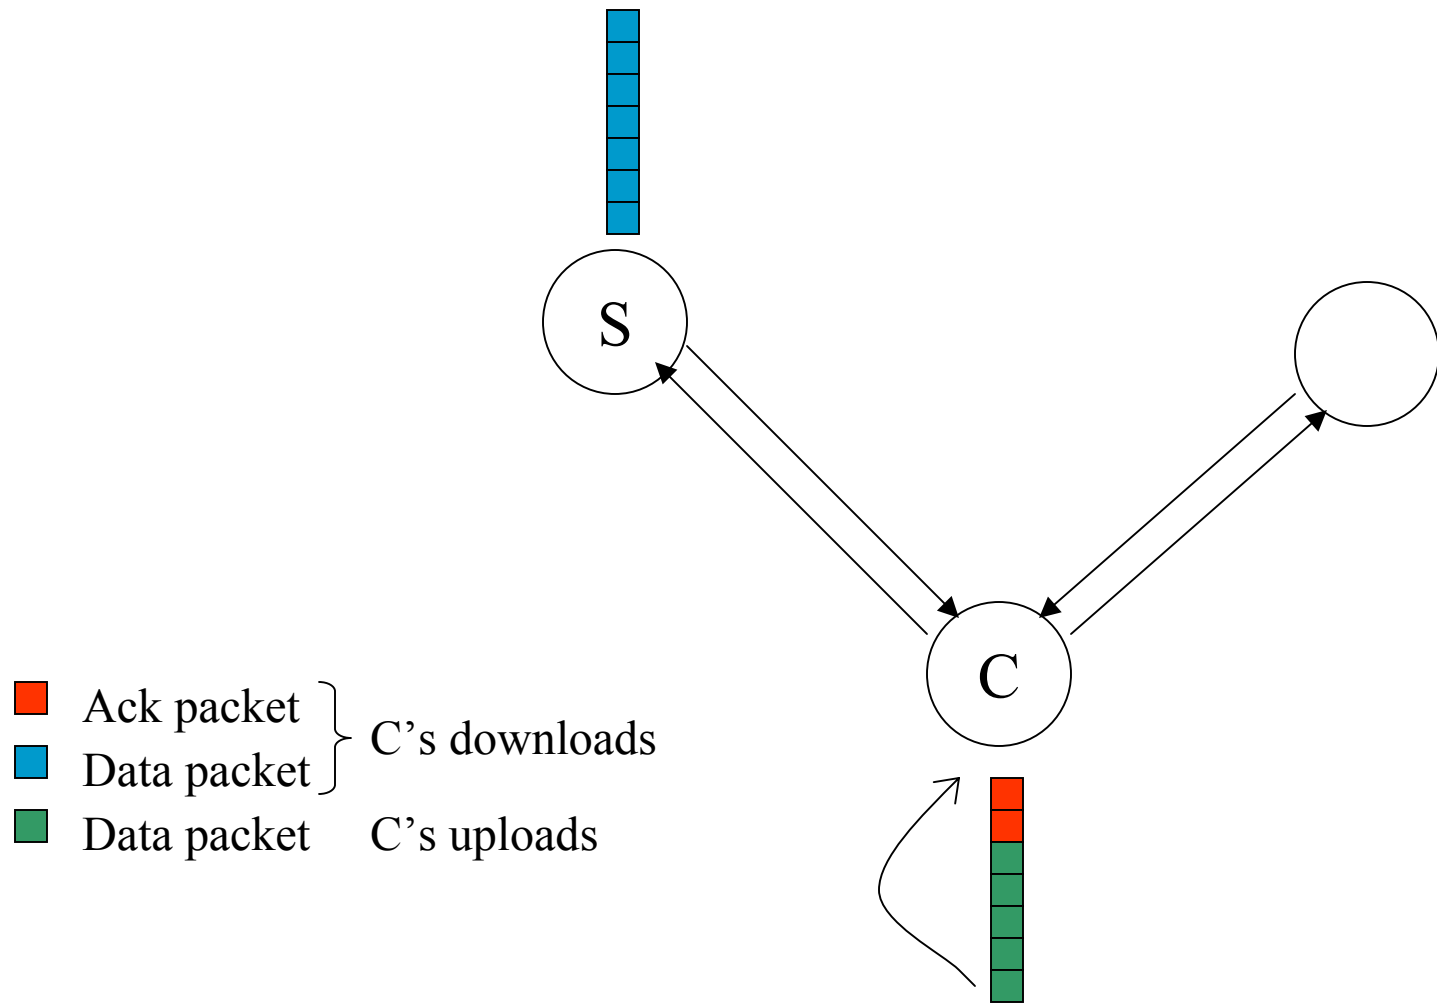 S
C
Ack packet
Data packet
C’s downloads
Data packet C’s uploads